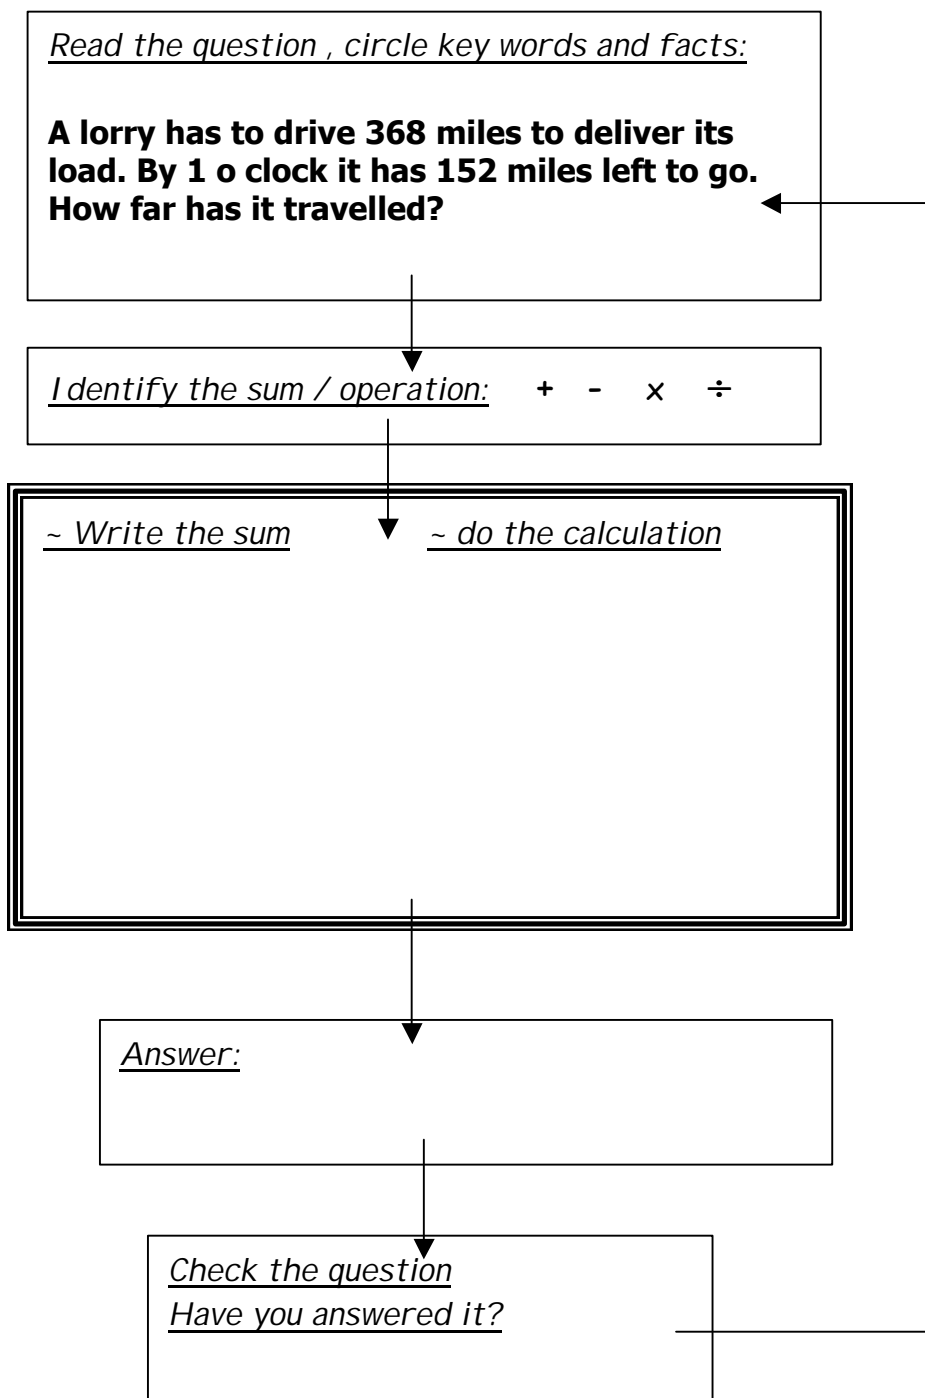 Read the question , circle key words and facts:
A lorry has to drive 368 miles to deliver its
load. By 1 o clock it has 152 miles left to go.
How far has it travelled?
Identify the sum / operation: + - x ÷
~ Write the sum ~ do the calculation
Answer:
Check the question
Have you answered it?